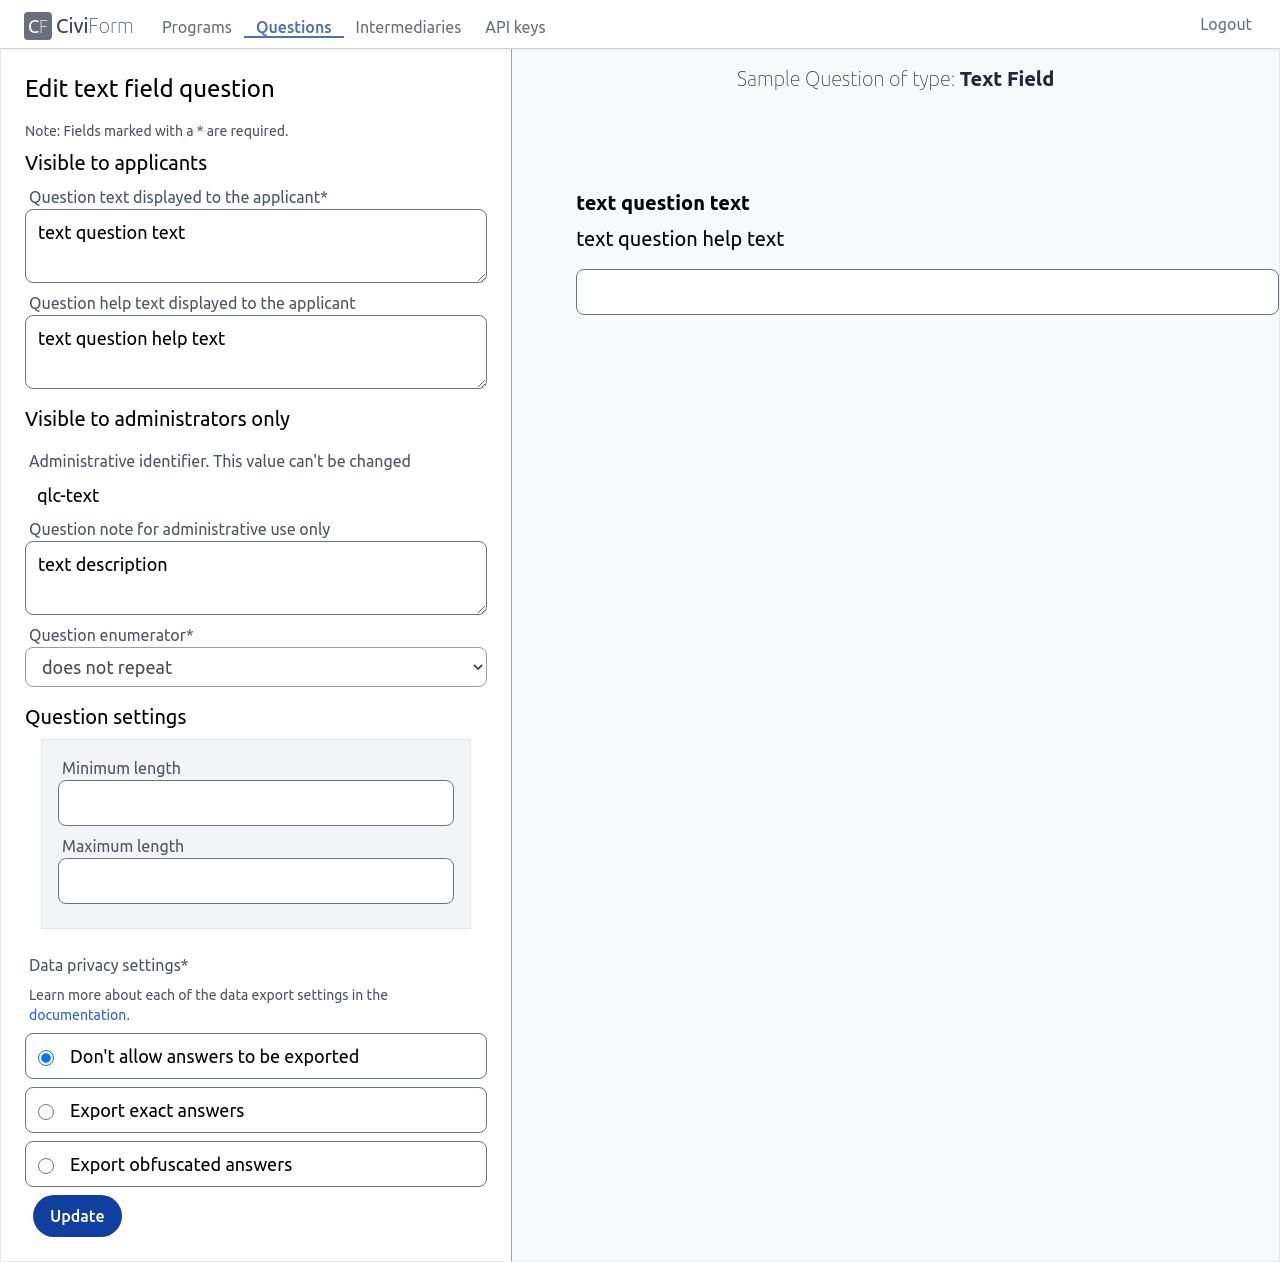 CF CiviForm
Programs
Questions
Intermediaries
API keys
Logout
Edit text field question
Note: Fields marked with a * are required.
Visible to applicants
Question text displayed to the applicant*
text question text
Question help text displayed to the applicant
text question help text
Visible to administrators only
Administrative identifier. This value can't be changed
qlc-text
Question note for administrative use only
text description
Question enumerator*
does not repeat
Question settings
Minimum length
Maximum length
Data privacy settings*
Learn more about each of the data export settings in the
documentation.
Don't allow answers to be exported
Export exact answers
Export obfuscated answers
Update
Sample Question of type: Text Field
text question text
text question help text